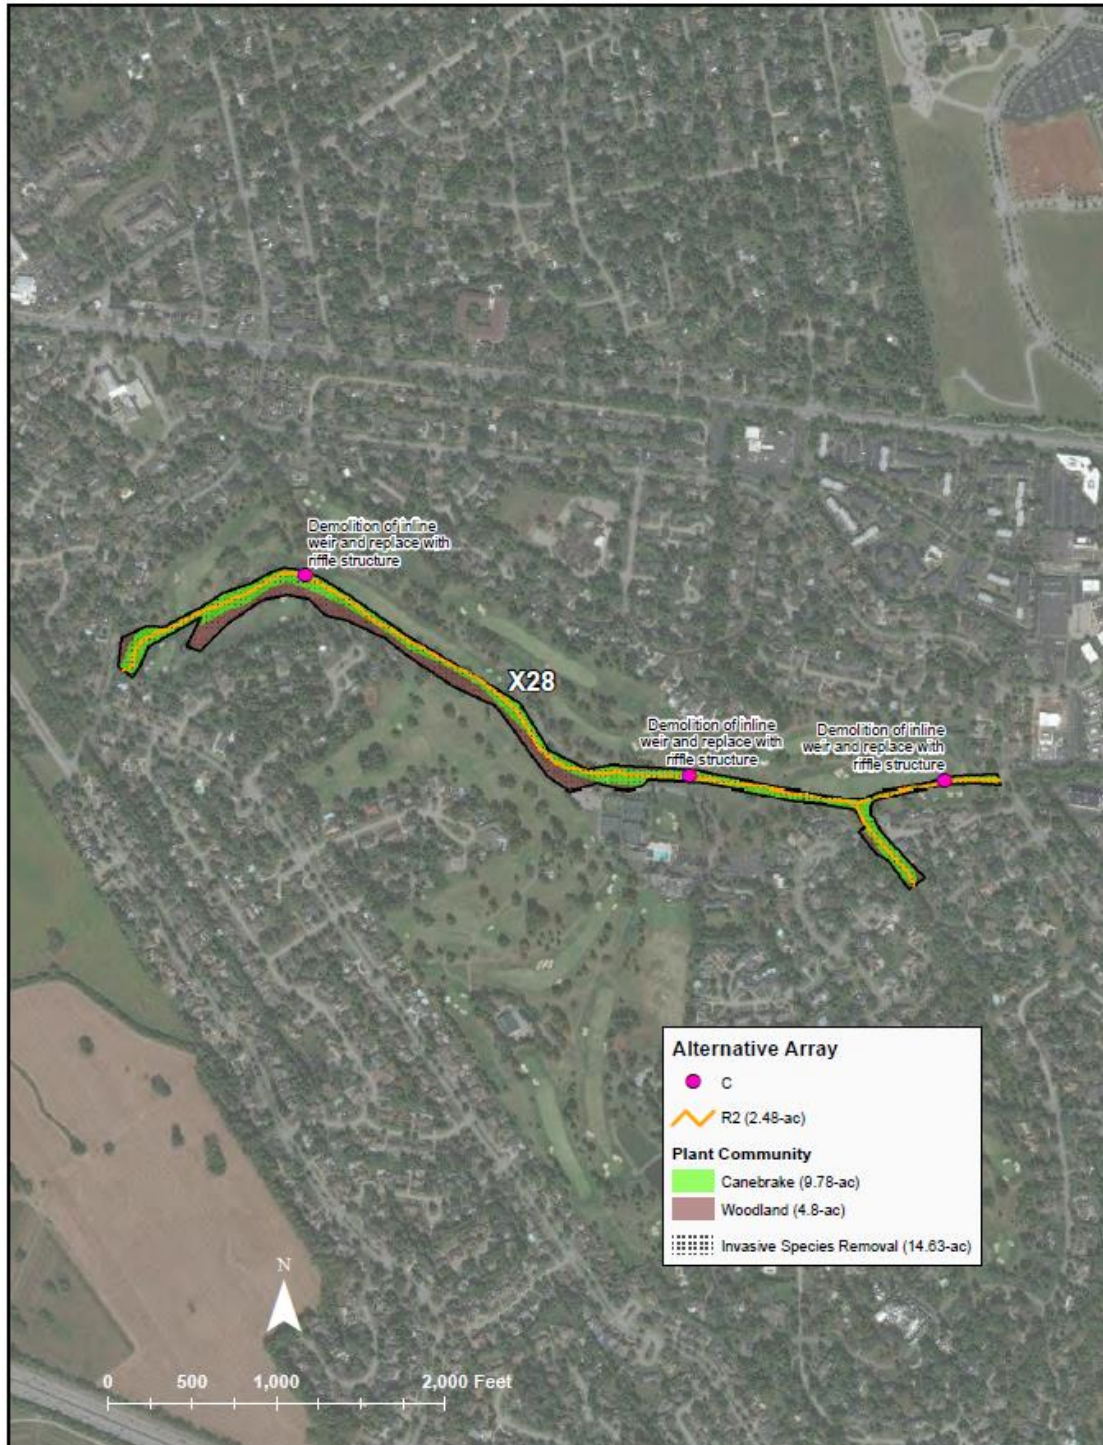 Demolition of inline
weir and replace with
riffle structure
X28
Demolition of inline
weir and replace with
riffle structure
Demolition of inline
weir and replace with
riffle structure
Alternative Array
C
R2 (2.48-ac)
Plant Community
Canebrake (9.78-ac)
Woodland (4.8-ac)
Invasive Species Removal (14.63-ac)
N
0 500 1,000 2,000 Feet